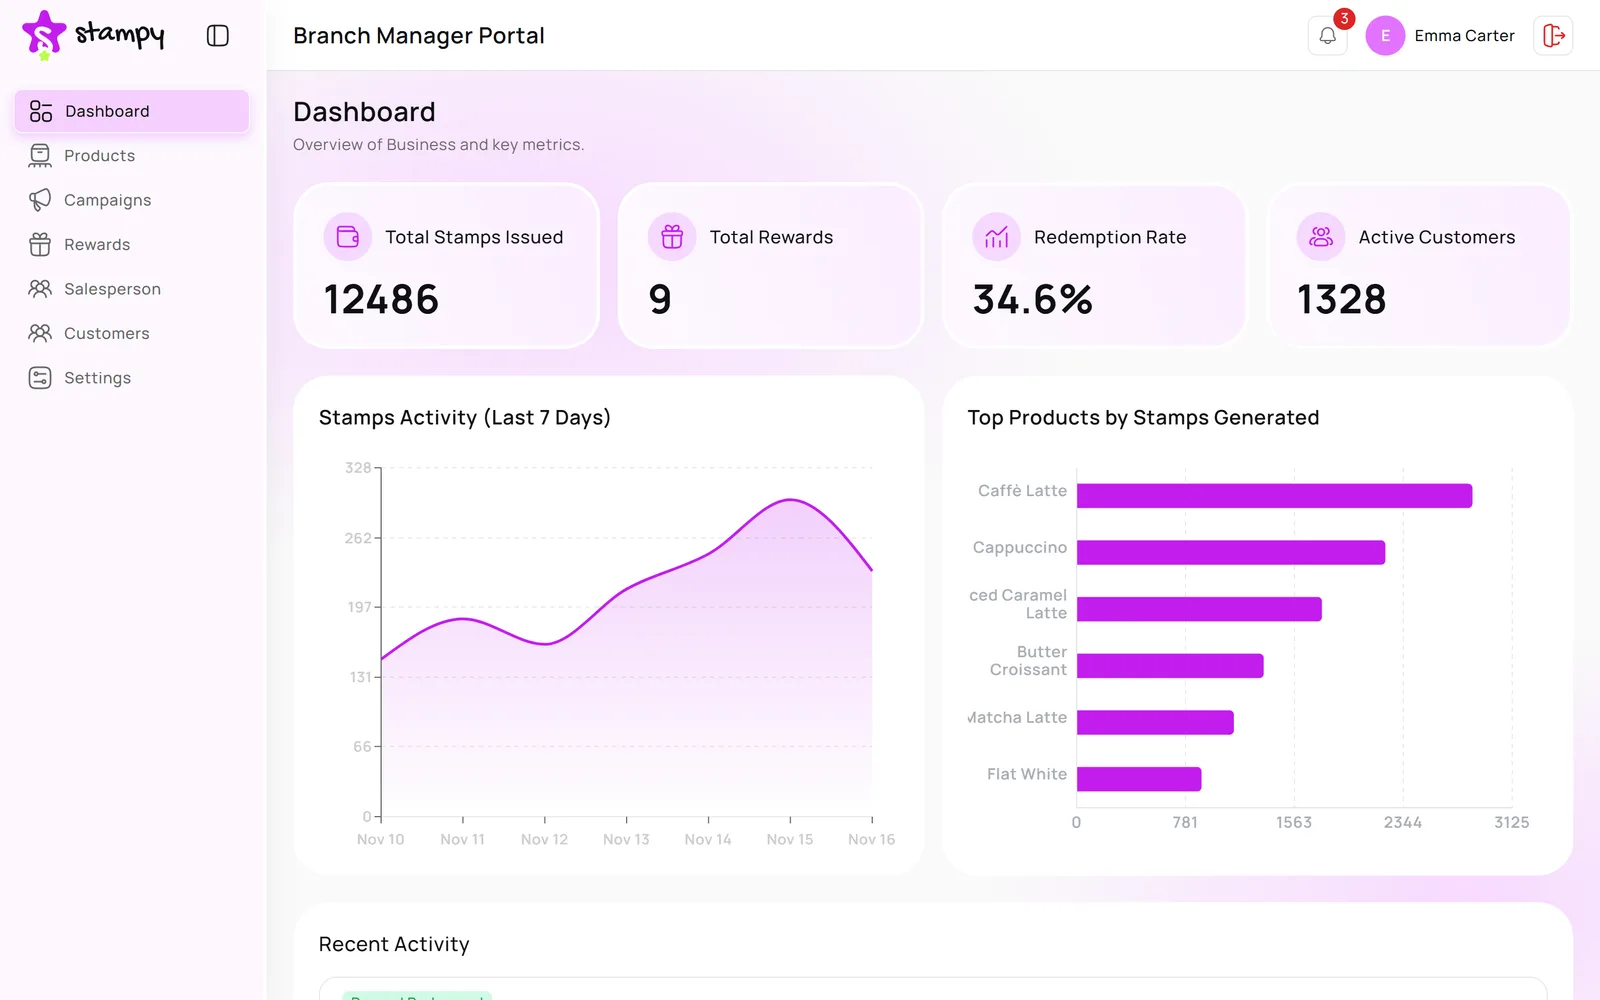 stampy
Branch Manager Portal
3
E
Emma Carter
Dashboard
Products
Campaigns
Rewards
Salesperson
Customers
Settings
Dashboard
Overview of Business and key metrics.
Total Stamps Issued
12486
Total Rewards
9
Redemption Rate
34.6%
Active Customers
1328
Stamps Activity (Last 7 Days)
328
262
197
131
66
0
Nov 10
Nov 11
Nov 12
Nov 13
Nov 14
Nov 15
Nov 16
Top Products by Stamps Generated
Caffè Latte
Cappuccino
ced Caramel
Latte
Butter
Croissant
Matcha Latte
Flat White
0
781
1563
2344
3125
Recent Activity